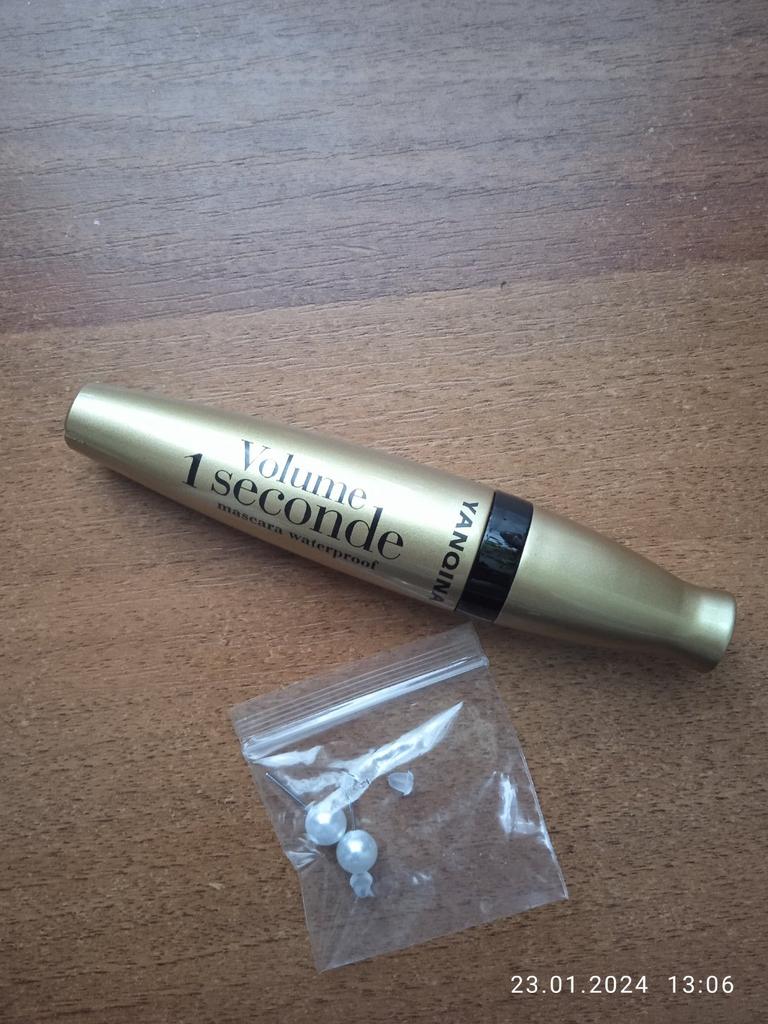 Volume
1 seconde
mascara waterproof
YANQINA
23.01.2024 13:06